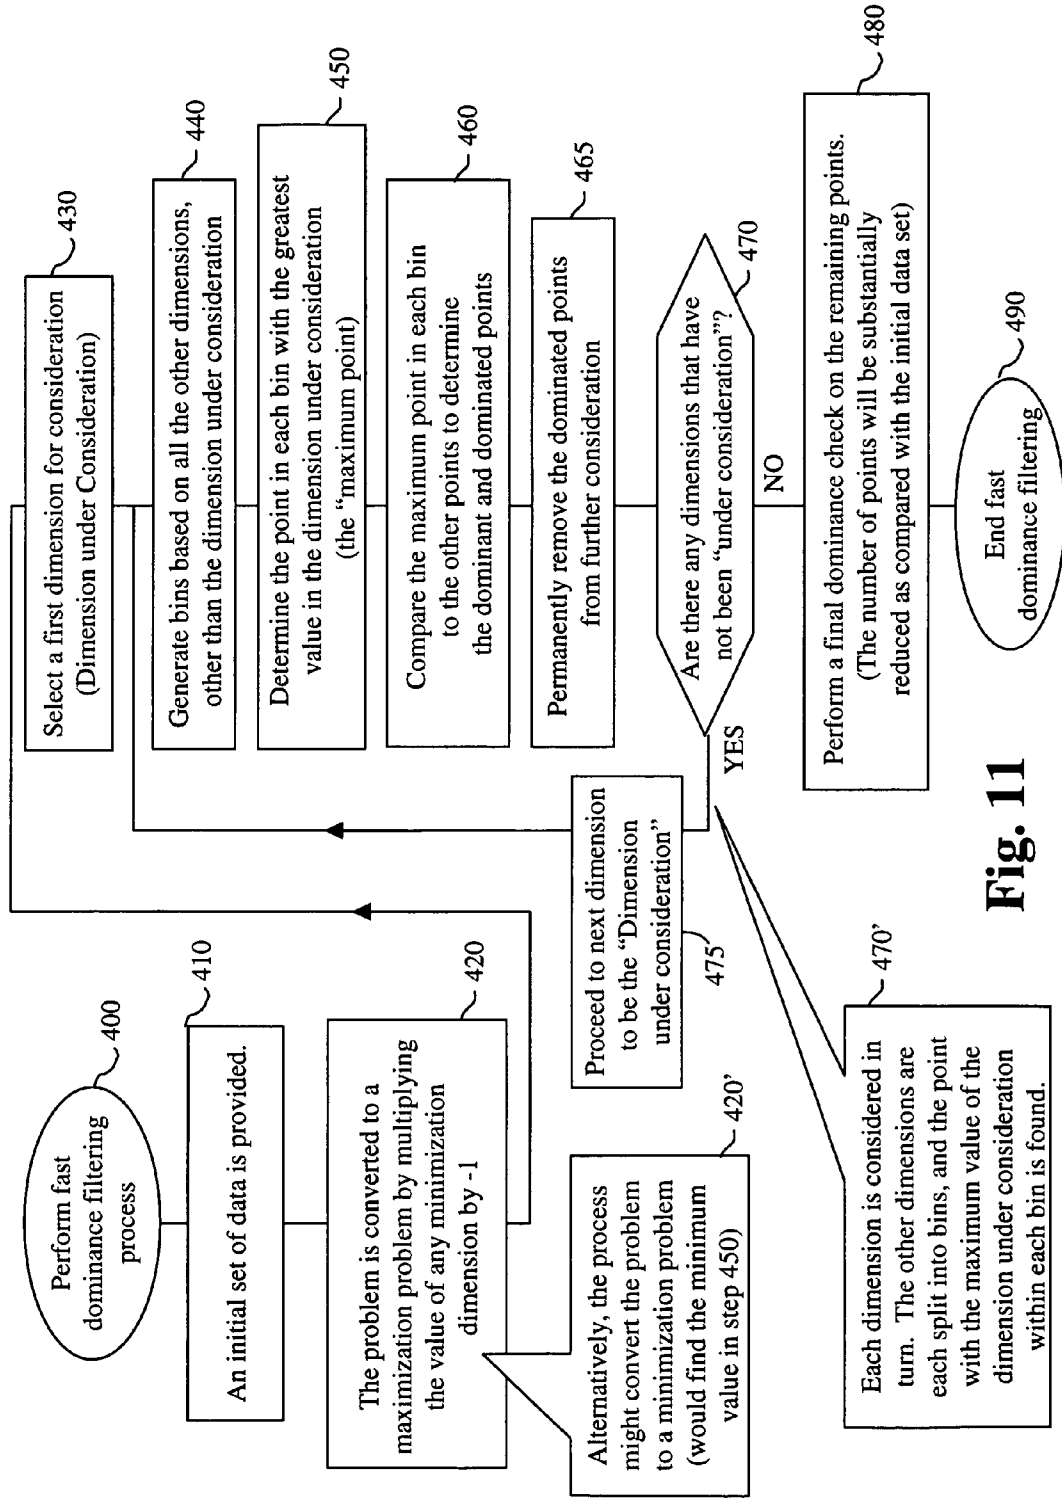 Perform fast
dominance filtering
process
400
410
An initial set of data is provided.
420
The problem is converted to a
maximization problem by multiplying
the value of any minimization
dimension by -1
420’
Alternatively, the process
might convert the problem
to a minimization problem
(would find the minimum
value in step 450)
430
Select a first dimension for consideration
(Dimension under Consideration)
440
Generate bins based on all the other dimensions,
other than the dimension under consideration
450
Determine the point in each bin with the greatest
value in the dimension under consideration
(the “maximum point)
460
Compare the maximum point in each bin
to the other points to determine
the dominant and dominated points
465
Permanently remove the dominated points
from further consideration
470
Are there any dimensions that have
not been “under consideration”?
YES
NO
Proceed to next dimension
to be the “Dimension
under consideration”
475
470’
Each dimension is considered in
turn. The other dimensions are
each split into bins, and the point
with the maximum value of the
dimension under consideration
within each bin is found.
480
Perform a final dominance check on the remaining points.
(The number of points will be substantially
reduced as compared with the initial data set)
490
End fast
dominance filtering
Fig. 11